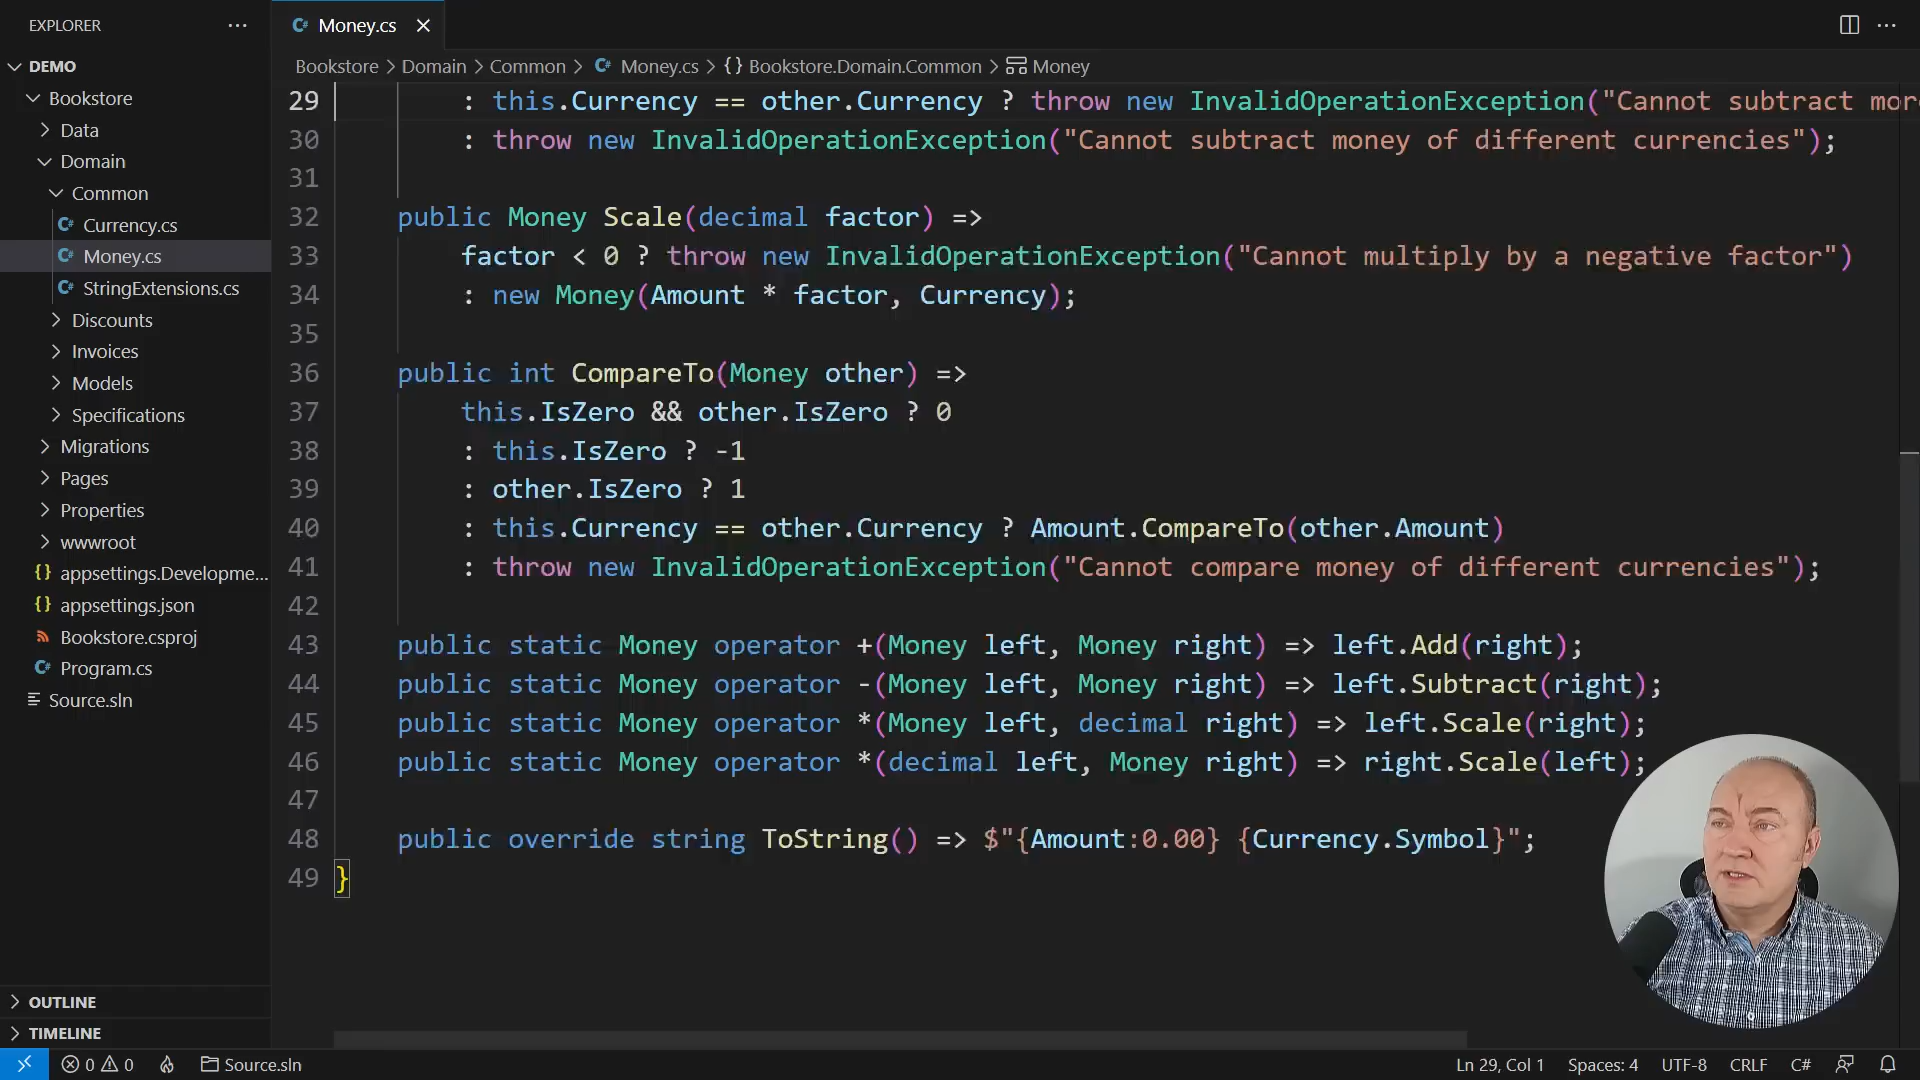 EXPLORER
DEMO
Bookstore
Data
Domain
Common
Currency.cs
Money.cs
StringExtensions.cs
Discounts
Invoices
Models
Specifications
Migrations
Pages
Properties
wwwroot
appsettings.Developme...
appsettings.json
Bookstore.csproj
Program.cs
Source.sln
OUTLINE
TIMELINE
C# Money.cs
Bookstore > Domain > Common > C# Money.cs > {} Bookstore.Domain.Common > Money
29 : this.Currency == other.Currency ? throw new InvalidOperationException("Cannot subtract mor
30 : throw new InvalidOperationException("Cannot subtract money of different currencies");
31
32 public Money Scale(decimal factor) =>
33 factor < 0 ? throw new InvalidOperationException("Cannot multiply by a negative factor")
34 : new Money(Amount * factor, Currency);
35
36 public int CompareTo(Money other) =>
37 this.IsZero && other.IsZero ? 0
38 : this.IsZero ? -1
39 : other.IsZero ? 1
40 : this.Currency == other.Currency ? Amount.CompareTo(other.Amount)
41 : throw new InvalidOperationException("Cannot compare money of different currencies");
42
43 public static Money operator +(Money left, Money right) => left.Add(right);
44 public static Money operator -(Money left, Money right) => left.Subtract(right);
45 public static Money operator *(Money left, decimal right) => left.Scale(right);
46 public static Money operator *(decimal left, Money right) => right.Scale(left);
47
48 public override string ToString() => $"{Amount:0.00} {Currency.Symbol}";
49 }
0 0 Source.sln Ln 29, Col 1 Spaces: 4 UTF-8 CRLF C#